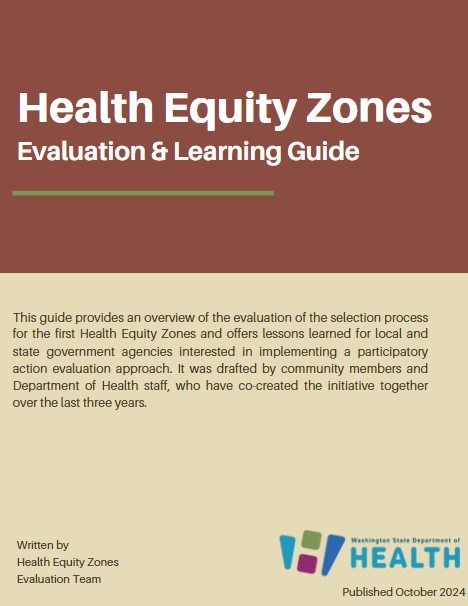 Health Equity Zones
Evaluation & Learning Guide
This guide provides an overview of the evaluation of the selection process
for the first Health Equity Zones and offers lessons learned for local and
state government agencies interested in implementing a participatory
action evaluation approach. It was drafted by community members and
Department of Health staff, who have co-created the initiative together
over the last three years.
Written by
Health Equity Zones
Evaluation Team
Washington State Department of
HEALTH
Published October 2024